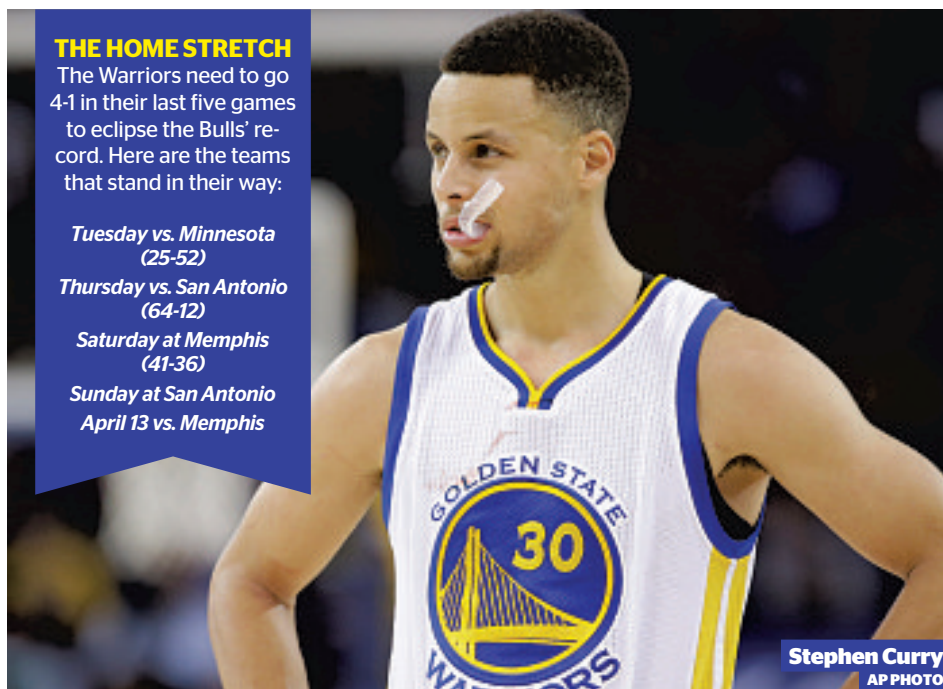 THE HOME STRETCH
The Warriors need to go
4-1 in their last five games
to eclipse the Bulls’ re-
cord. Here are the teams
that stand in their way:
Tuesday vs. Minnesota
(25-52)
Thursday vs. San Antonio
(64-12)
Saturday at Memphis
(41-36)
Sunday at San Antonio
April 13 vs. Memphis
GOLDEN STATE
30
WARRIORS
Stephen Curry
AP PHOTO